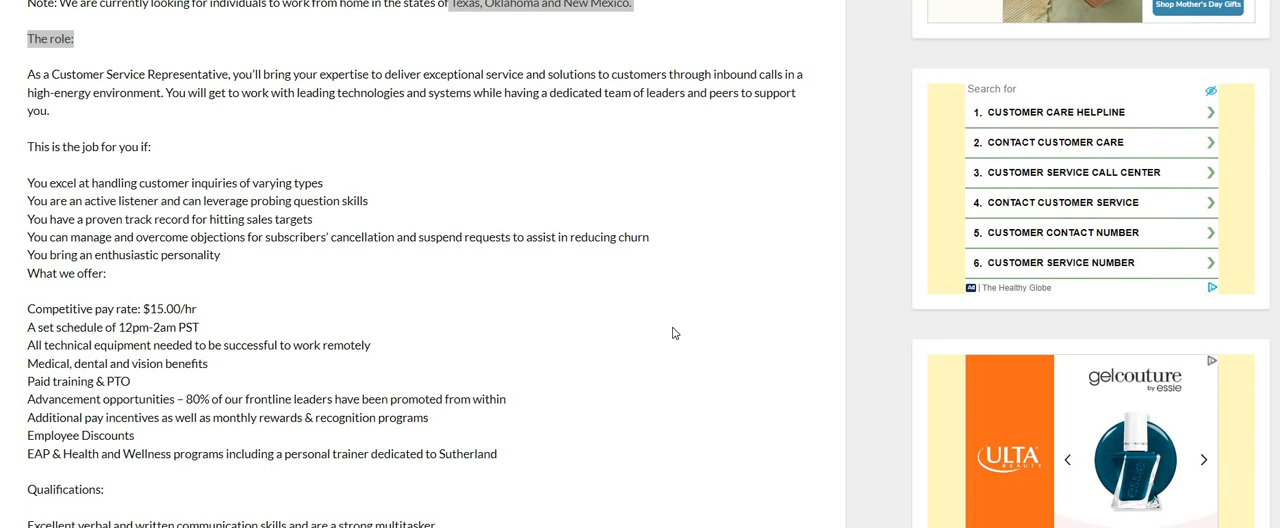 Note: We are currently looking for individuals to work from home in the states of Texas, Oklahoma and New Mexico.
The role:
As a Customer Service Representative, you'll bring your expertise to deliver exceptional service and solutions to customers through inbound calls in a
high-energy environment. You will get to work with leading technologies and systems while having a dedicated team of leaders and peers to support
you.
This is the job for you if:
You excel at handling customer inquiries of varying types
You are an active listener and can leverage probing question skills
You have a proven track record for hitting sales targets
You can manage and overcome objections for subscribers' cancellation and suspend requests to assist in reducing churn
You bring an enthusiastic personality
What we offer:
Competitive pay rate: $15.00/hr
A set schedule of 12pm-2am PST
All technical equipment needed to be successful to work remotely
Medical, dental and vision benefits
Paid training & PTO
Advancement opportunities – 80% of our frontline leaders have been promoted from within
Additional pay incentives as well as monthly rewards & recognition programs
Employee Discounts
EAP & Health and Wellness programs including a personal trainer dedicated to Sutherland
Qualifications:
Excellent verbal and written communication skills and are a strong multitasker
Shop Mother's Day Gifts
Search for
1. CUSTOMER CARE HELPLINE
2. CONTACT CUSTOMER CARE
3. CUSTOMER SERVICE CALL CENTER
4. CONTACT CUSTOMER SERVICE
5. CUSTOMER CONTACT NUMBER
6. CUSTOMER SERVICE NUMBER
Ad | The Healthy Globe
gelcouture
by essie
ULTA
BEAUTY